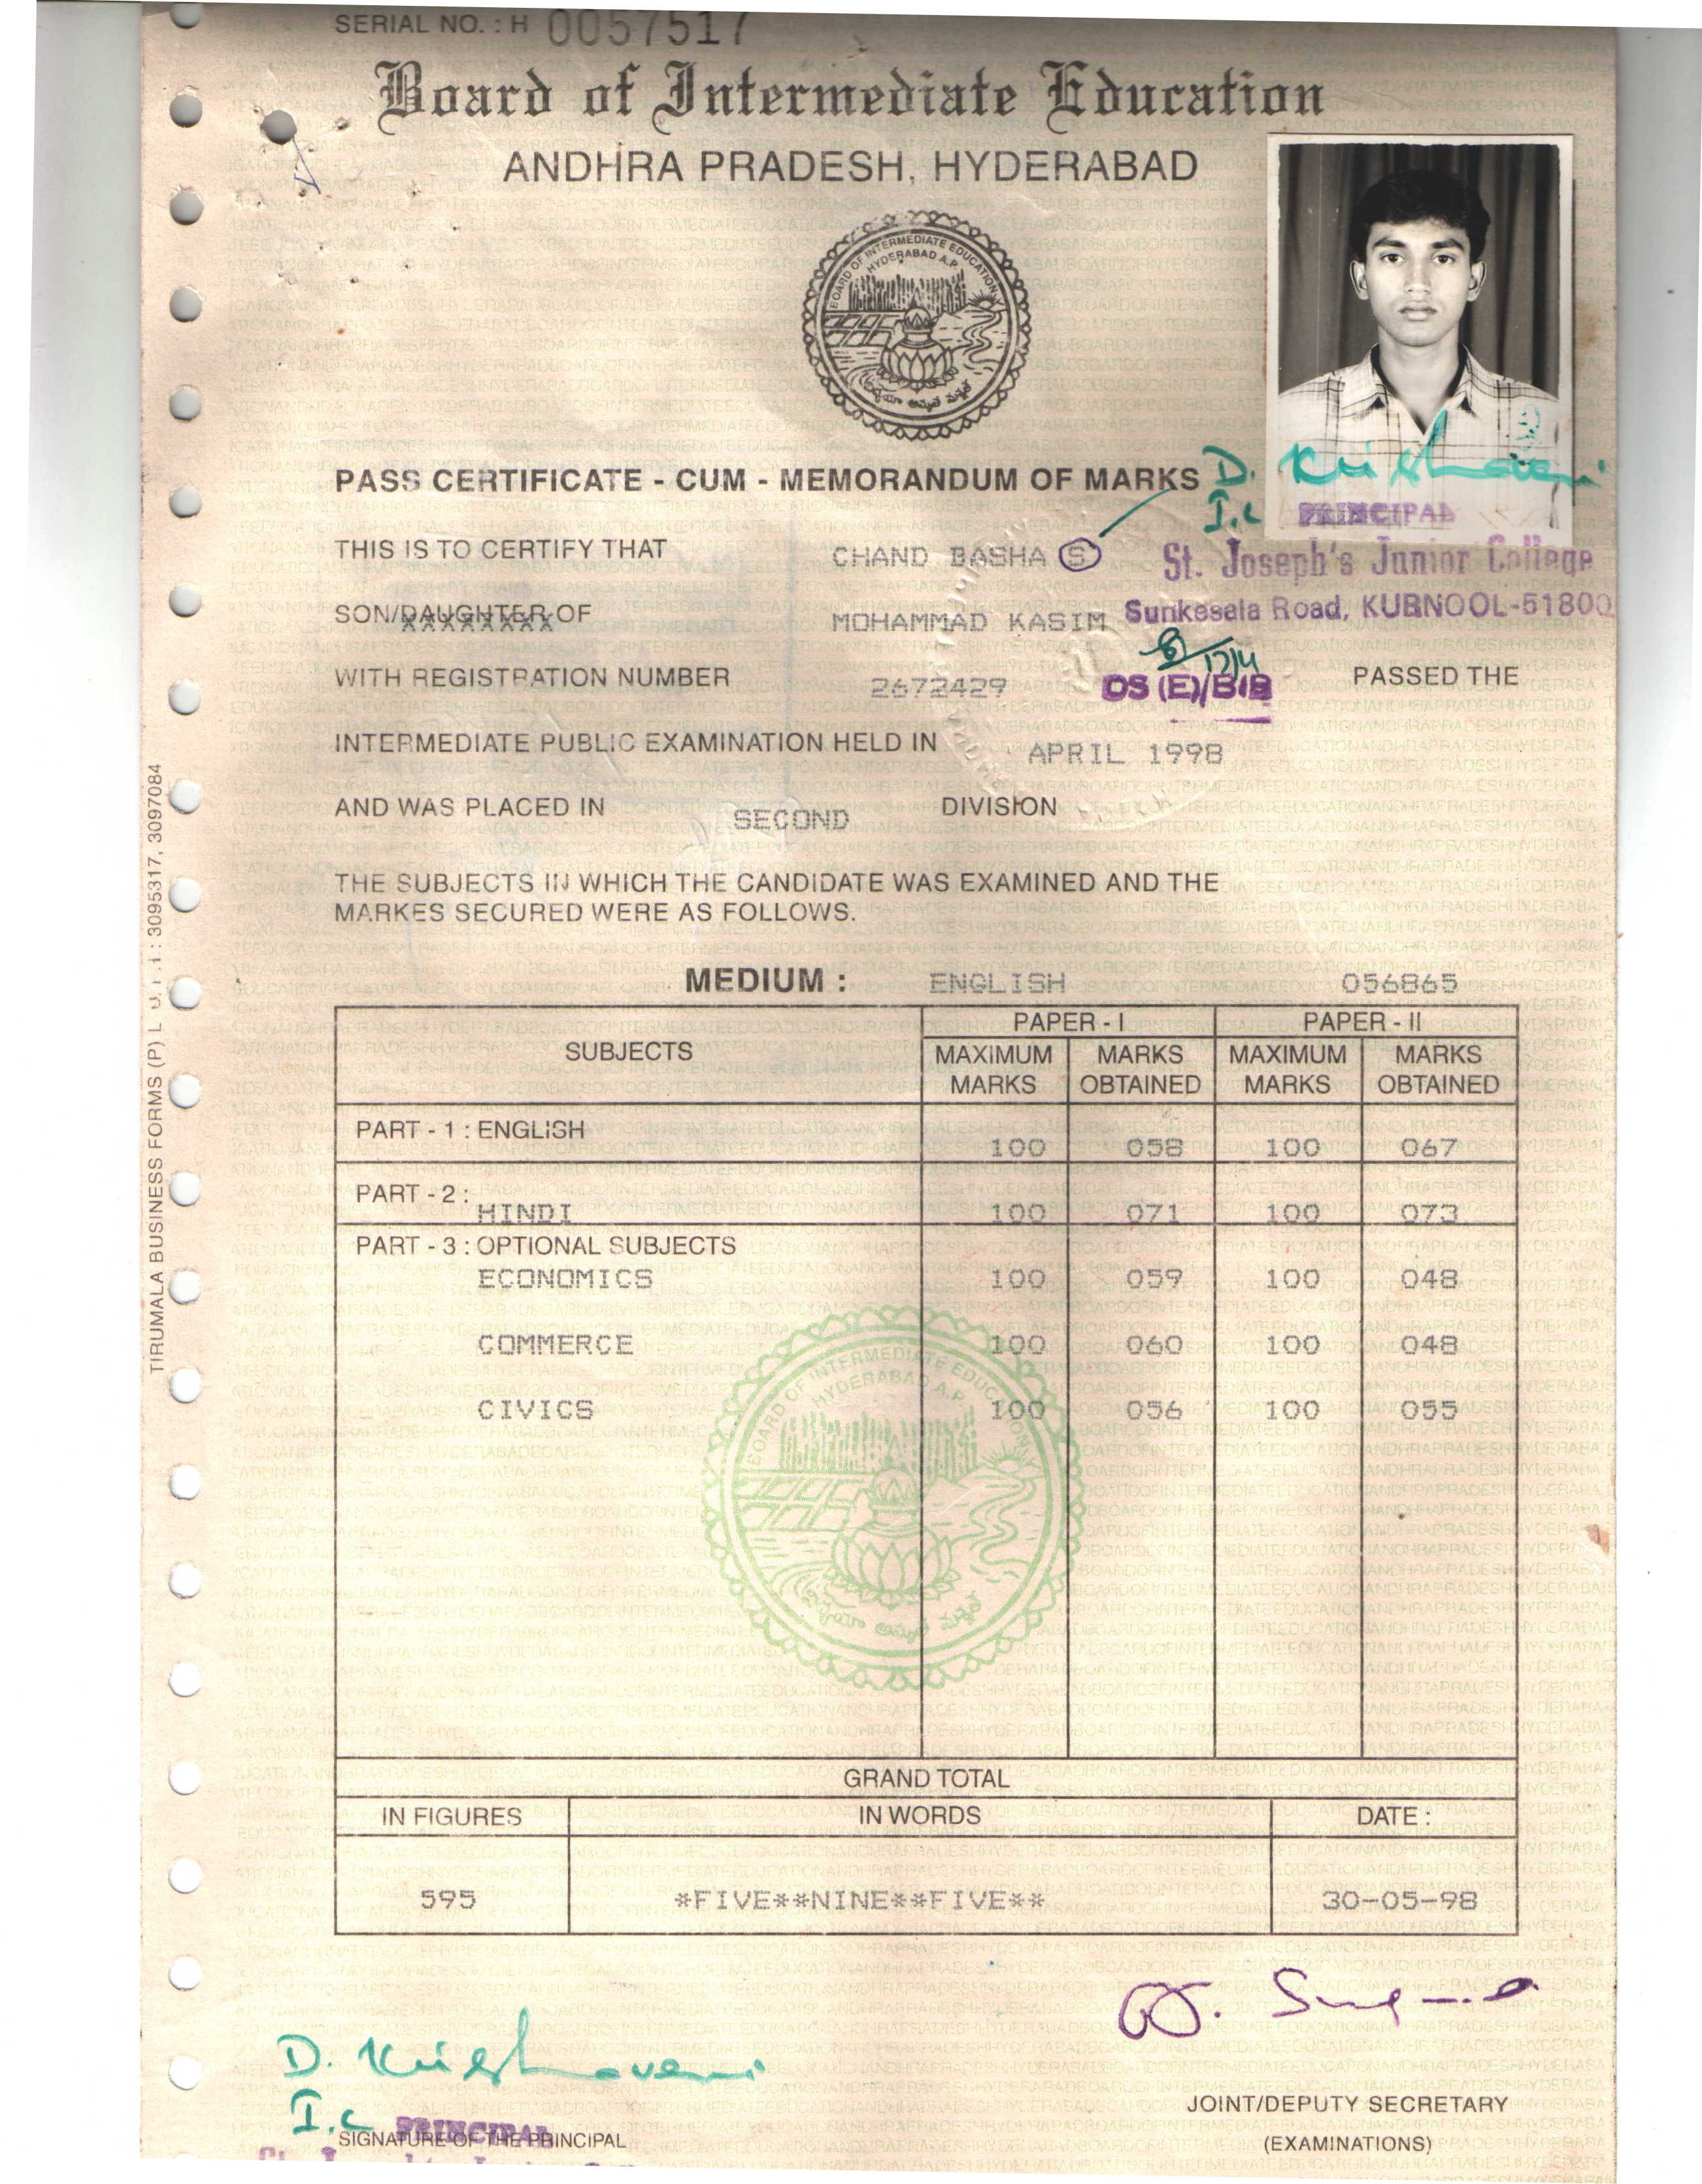 SERIAL NO. : H 0057517
Board of Intermediate Education
ANDHRA PRADESH, HYDERABAD
BOARD OF INTERMEDIATE EDUCATION
HYDERABAD A.P.
PASS CERTIFICATE - CUM - MEMORANDUM OF MARKS
D. Krishnaveni
I.C PRINCIPAL
THIS IS TO CERTIFY THAT CHAND BASHA S St. Joseph's Junior College
SON/DAUGHTER OF MOHAMMAD KASIM Sunkesala Road, KURNOOL-51800
WITH REGISTRATION NUMBER 2672429 DS (E)/BIE PASSED THE
INTERMEDIATE PUBLIC EXAMINATION HELD IN APRIL 1998
AND WAS PLACED IN SECOND DIVISION
THE SUBJECTS IN WHICH THE CANDIDATE WAS EXAMINED AND THE
MARKES SECURED WERE AS FOLLOWS.
MEDIUM : ENGLISH 056865
SUBJECTS PAPER - I PAPER - II
MAXIMUM MARKS MARKS OBTAINED MAXIMUM MARKS MARKS OBTAINED
PART - 1 : ENGLISH 100 058 100 067
PART - 2 : HINDI 100 071 100 073
PART - 3 : OPTIONAL SUBJECTS
ECONOMICS 100 059 100 048
COMMERCE 100 060 100 048
CIVICS 100 056 100 055
BOARD OF INTERMEDIATE EDUCATION
HYDERABAD A.P.
GRAND TOTAL
IN FIGURES IN WORDS DATE :
595 *FIVE**NINE**FIVE** 30-05-98
D. Krishnaveni
I.C PRINCIPAL
SIGNATURE OF THE PRINCIPAL
JOINT/DEPUTY SECRETARY
(EXAMINATIONS)
TIRUMALA BUSINESS FORMS (P) L : 3095317, 3097084